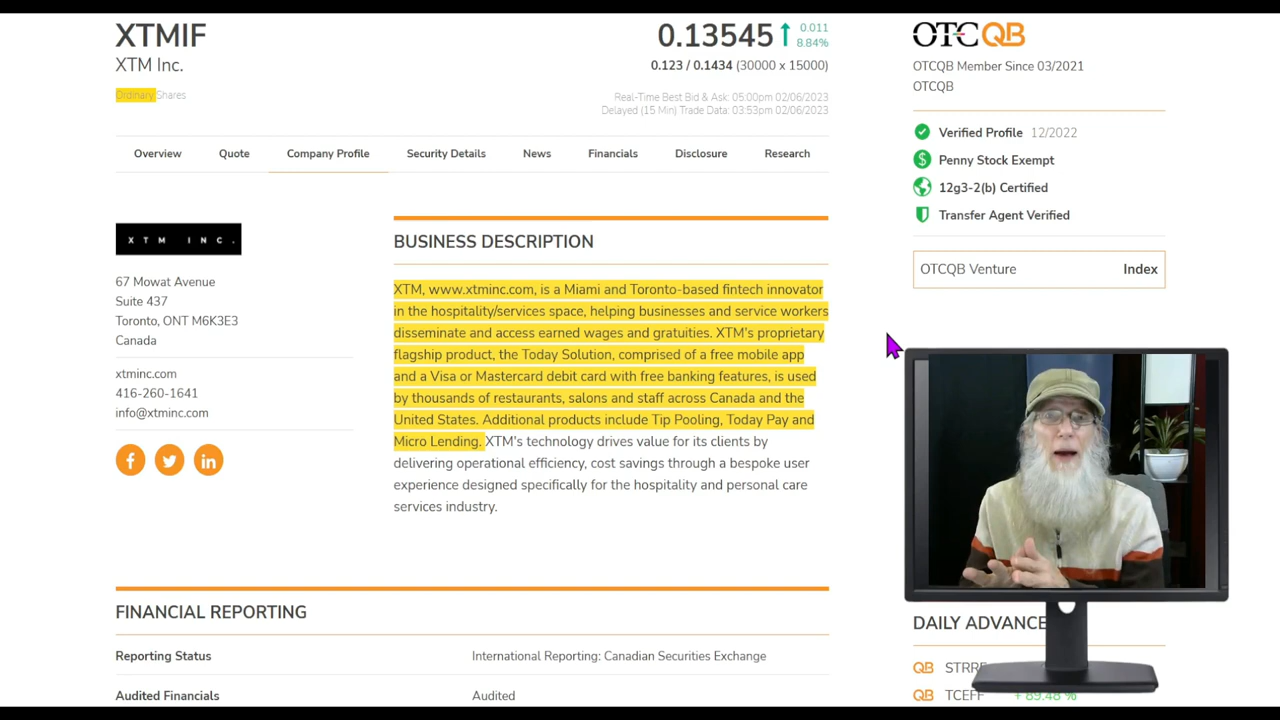 XTMIF
XTM Inc.
Ordinary Shares
0.13545
0.011
8.84%
0.123 / 0.1434 (30000 x 15000)
Real-Time Best Bid & Ask: 05:00pm 02/06/2023
Delayed (15 Min) Trade Data: 03:53pm 02/06/2023
Overview Quote Company Profile Security Details News Financials Disclosure Research
OTCQB
OTCQB Member Since 03/2021
OTCQB
Verified Profile 12/2022
Penny Stock Exempt
12g3-2(b) Certified
Transfer Agent Verified
OTCQB Venture Index
XTM INC.
67 Mowat Avenue
Suite 437
Toronto, ONT M6K3E3
Canada
xtminc.com
416-260-1641
info@xtminc.com
BUSINESS DESCRIPTION
XTM, www.xtminc.com, is a Miami and Toronto-based fintech innovator
in the hospitality/services space, helping businesses and service workers
disseminate and access earned wages and gratuities. XTM's proprietary
flagship product, the Today Solution, comprised of a free mobile app
and a Visa or Mastercard debit card with free banking features, is used
by thousands of restaurants, salons and staff across Canada and the
United States. Additional products include Tip Pooling, Today Pay and
Micro Lending. XTM's technology drives value for its clients by
delivering operational efficiency, cost savings through a bespoke user
experience designed specifically for the hospitality and personal care
services industry.
FINANCIAL REPORTING
Reporting Status International Reporting: Canadian Securities Exchange
Audited Financials Audited
DAILY ADVANCE
QB STRRF
QB TCEFF + 89.48 %